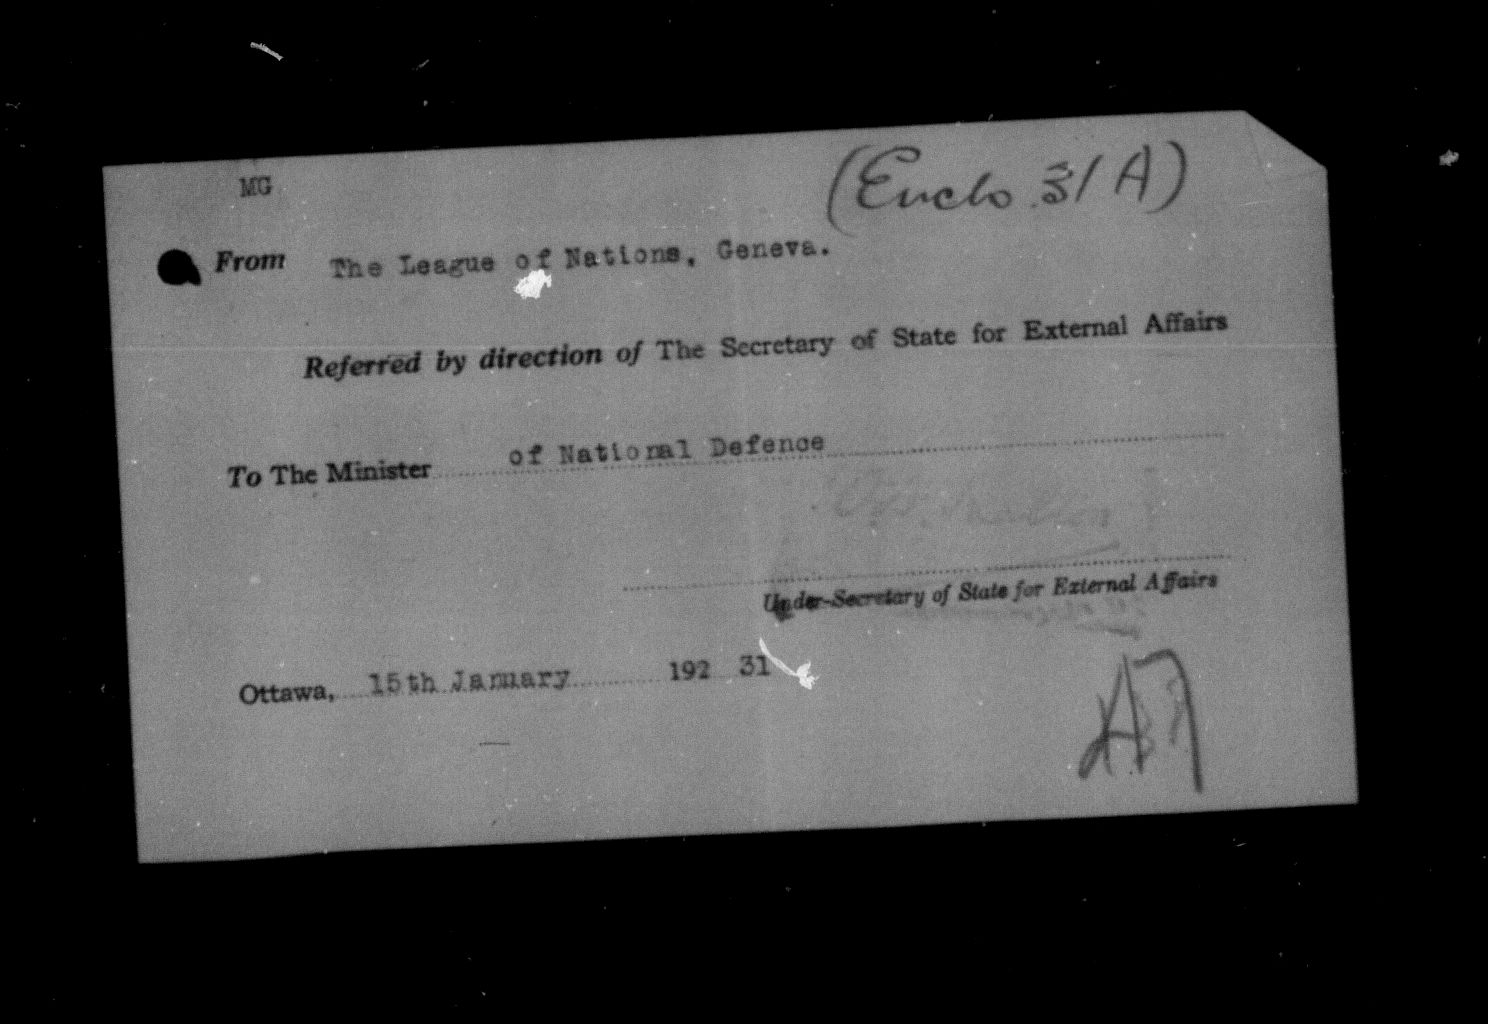 MG
(Enclo 31A)
From The League of Nations, Geneva.
Referred by direction of The Secretary of State for External Affairs
To The Minister of National Defence
Under-Secretary of State for External Affairs
Ottawa, 15th January 192 31